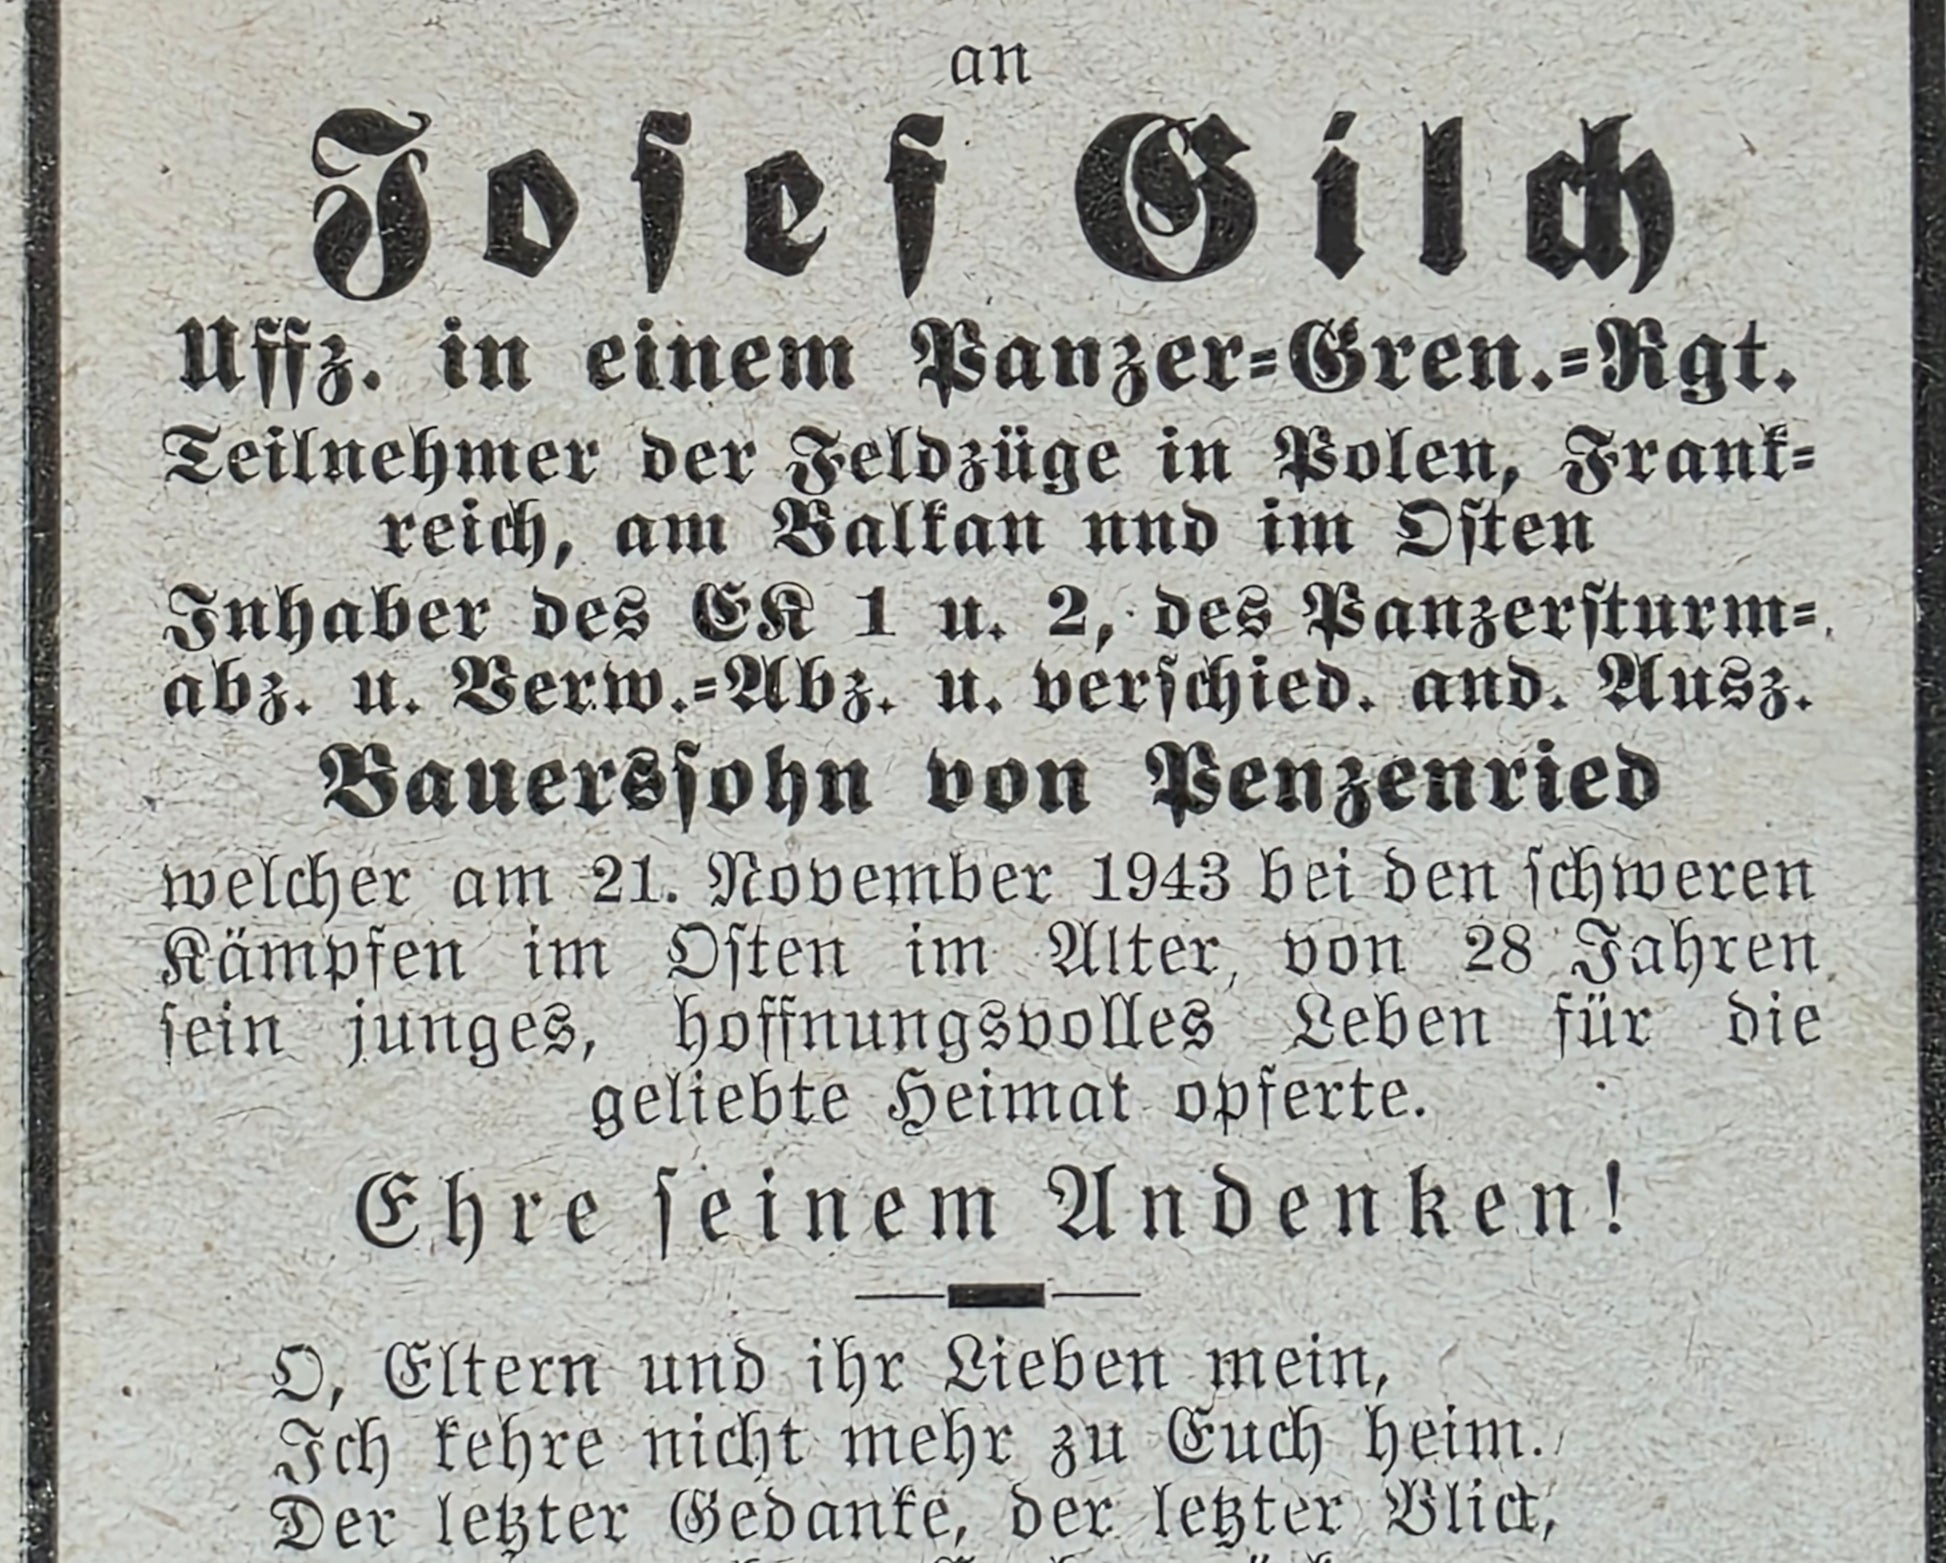 an
Josef Gilch
Uffz. in einem Panzer=Gren.=Rgt.
Teilnehmer der Feldzüge in Polen, Frank=
reich, am Balkan und im Osten
Inhaber des EK 1 u. 2, des Panzersturm=
abz. u. Verw.=Abz. u. verschied. and. Ausz.
Bauerssohn von Penzenried
welcher am 21. November 1943 bei den schweren
Kämpfen im Osten im Alter von 28 Jahren
sein junges, hoffnungsvolles Leben für die
geliebte Heimat opferte.
Ehre seinem Andenken!
O, Eltern und ihr Lieben mein,
Ich kehre nicht mehr zu Euch heim.
Der letzter Gedanke, der letzter Blick,